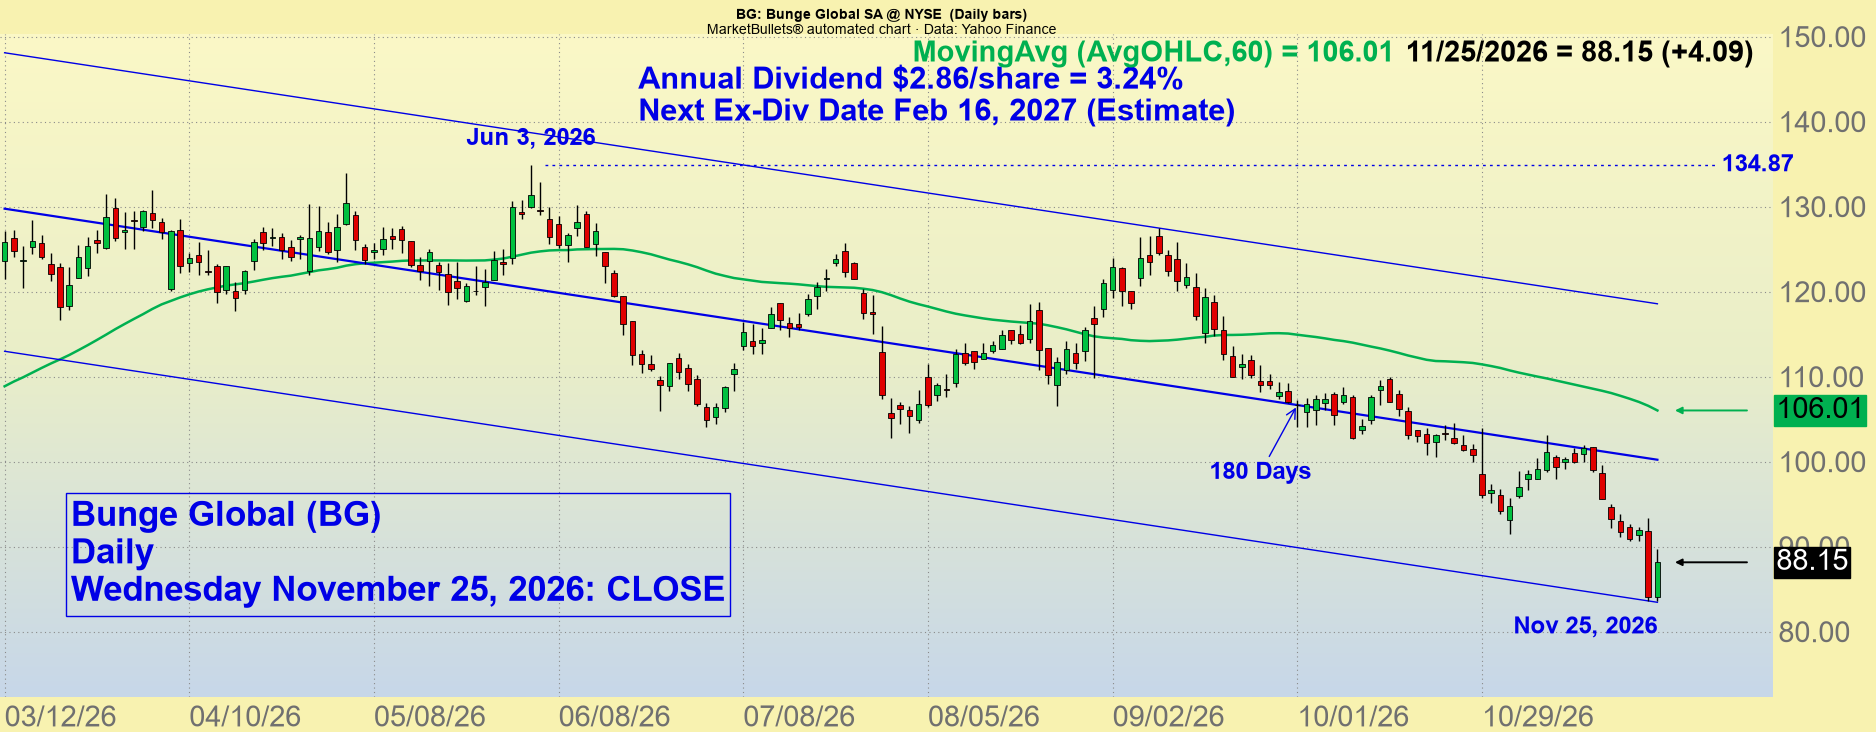 BG: Bunge Global SA @ NYSE (Daily bars)
MarketBullets® automated chart · Data: Yahoo Finance
MovingAvg (AvgOHLC,60) = 106.01 11/25/2026 = 88.15 (+4.09)
Annual Dividend $2.86/share = 3.24%
Next Ex-Div Date Feb 16, 2027 (Estimate)
Jun 3, 2026
134.87
150.00
140.00
130.00
120.00
110.00
106.01
100.00
90.00
88.15
80.00
180 Days
Bunge Global (BG)
Daily
Wednesday November 25, 2026: CLOSE
Nov 25, 2026
03/12/26 04/10/26 05/08/26 06/08/26 07/08/26 08/05/26 09/02/26 10/01/26 10/29/26